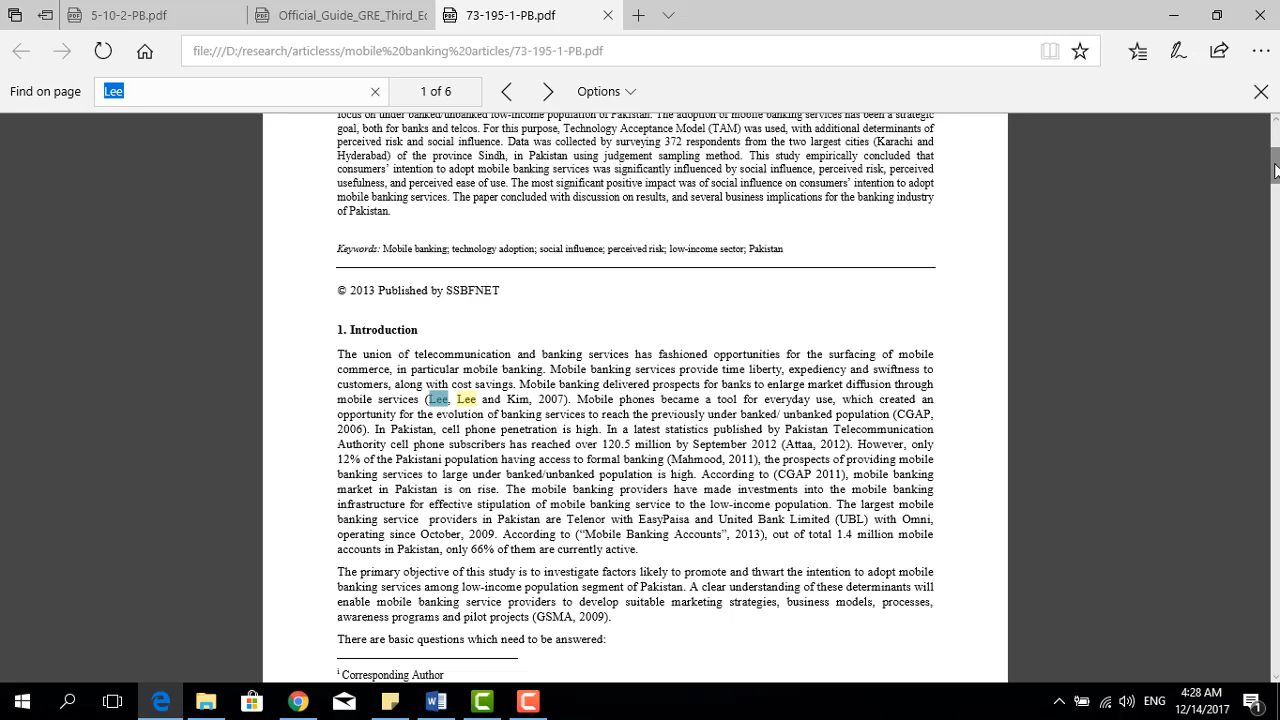 5-10-2PB.pdf
Official_Guide_GRE_Third_Ec
73-195-1-PB.pdf
file:///D:/research/articlesss/mobile%20banking%20articles/73-195-1-PB.pdf
Find on page
Lee
1 of 6
Options
focus on under banked/unbanked low-income population of Pakistan. The adoption of mobile banking services has been a strategic
goal, both for banks and telcos. For this purpose, Technology Acceptance Model (TAM) was used, with additional determinants of
perceived risk and social influence. Data was collected by surveying 372 respondents from the two largest cities (Karachi and
Hyderabad) of the province Sindh, in Pakistan using judgement sampling method. This study empirically concluded that
consumers' intention to adopt mobile banking services was significantly influenced by social influence, perceived risk, perceived
usefulness, and perceived ease of use. The most significant positive impact was of social influence on consumers' intention to adopt
mobile banking services. The paper concluded with discussion on results, and several business implications for the banking industry
of Pakistan.
Keywords: Mobile banking; technology adoption; social influence; perceived risk; low-income sector; Pakistan
© 2013 Published by SSBFNET
1. Introduction
The union of telecommunication and banking services has fashioned opportunities for the surfacing of mobile
commerce, in particular mobile banking. Mobile banking services provide time liberty, expediency and swiftness to
customers, along with cost savings. Mobile banking delivered prospects for banks to enlarge market diffusion through
mobile services (Lee, Lee and Kim, 2007). Mobile phones became a tool for everyday use, which created an
opportunity for the evolution of banking services to reach the previously under banked/ unbanked population (CGAP,
2006). In Pakistan, cell phone penetration is high. In a latest statistics published by Pakistan Telecommunication
Authority cell phone subscribers has reached over 120.5 million by September 2012 (Attaa, 2012). However, only
12% of the Pakistani population having access to formal banking (Mahmood, 2011), the prospects of providing mobile
banking services to large under banked/unbanked population is high. According to (CGAP 2011), mobile banking
market in Pakistan is on rise. The mobile banking providers have made investments into the mobile banking
infrastructure for effective stipulation of mobile banking service to the low-income population. The largest mobile
banking service providers in Pakistan are Telenor with EasyPaisa and United Bank Limited (UBL) with Omni,
operating since October, 2009. According to (“Mobile Banking Accounts”, 2013), out of total 1.4 million mobile
accounts in Pakistan, only 66% of them are currently active.
The primary objective of this study is to investigate factors likely to promote and thwart the intention to adopt mobile
banking services among low-income population segment of Pakistan. A clear understanding of these determinants will
enable mobile banking service providers to develop suitable marketing strategies, business models, processes,
awareness programs and pilot projects (GSMA, 2009).
There are basic questions which need to be answered:
i Corresponding Author
ENG
4:28 AM
12/14/2017
1